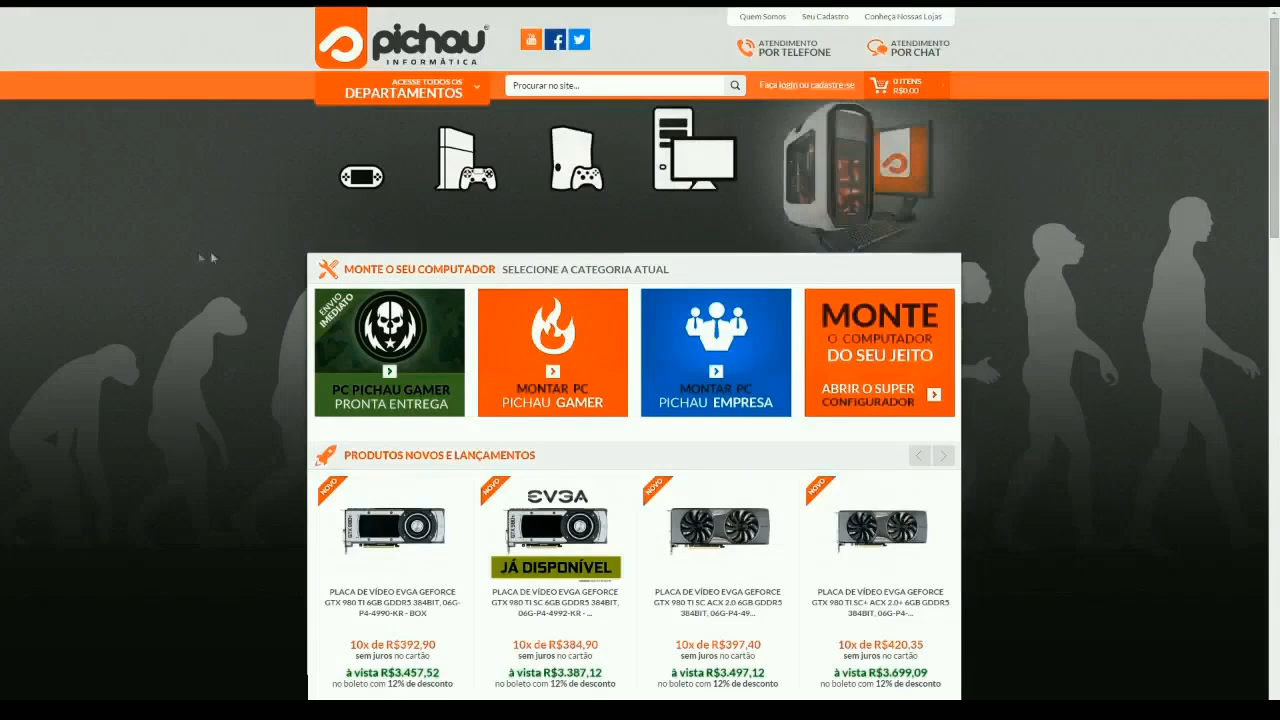 Quem Somos Seu Cadastro Conheça Nossas Lojas
pichau
INFORMÁTICA
You
ATENDIMENTO
POR TELEFONE
ATENDIMENTO
POR CHAT
ACESSE TODOS OS
DEPARTAMENTOS
Procurar no site...
Faça login ou cadastre-se
0 ITENS
R$0,00
MONTE O SEU COMPUTADOR SELECIONE A CATEGORIA ATUAL
ENVIO
IMEDIATO
PC PICHAU GAMER
PRONTA ENTREGA
MONTAR PC
PICHAU GAMER
MONTAR PC
PICHAU EMPRESA
MONTE
O COMPUTADOR
DO SEU JEITO
ABRIR O SUPER
CONFIGURADOR
PRODUTOS NOVOS E LANÇAMENTOS
NOVO
PLACA DE VÍDEO EVGA GEFORCE
GTX 980 TI 6GB GDDR5 384BIT, 06G-
P4-4990-KR - BOX
10x de R$392,90
sem juros no cartão
à vista R$3.457,52
no boleto com 12% de desconto
NOVO
EVGA
JÁ DISPONÍVEL
PLACA DE VÍDEO EVGA GEFORCE
GTX 980 TI SC 6GB GDDR5 384BIT,
06G-P4-4992-KR - ...
10x de R$384,90
sem juros no cartão
à vista R$3.387,12
no boleto com 12% de desconto
NOVO
PLACA DE VÍDEO EVGA GEFORCE
GTX 980 TI SC ACX 2.0 6GB GDDR5
384BIT, 06G-P4-49...
10x de R$397,40
sem juros no cartão
à vista R$3.497,12
no boleto com 12% de desconto
NOVO
PLACA DE VÍDEO EVGA GEFORCE
GTX 980 TI SC+ ACX 2.0+ 6GB GDDR5
384BIT, 06G-P4-...
10x de R$420,35
sem juros no cartão
à vista R$3.699,09
no boleto com 12% de desconto